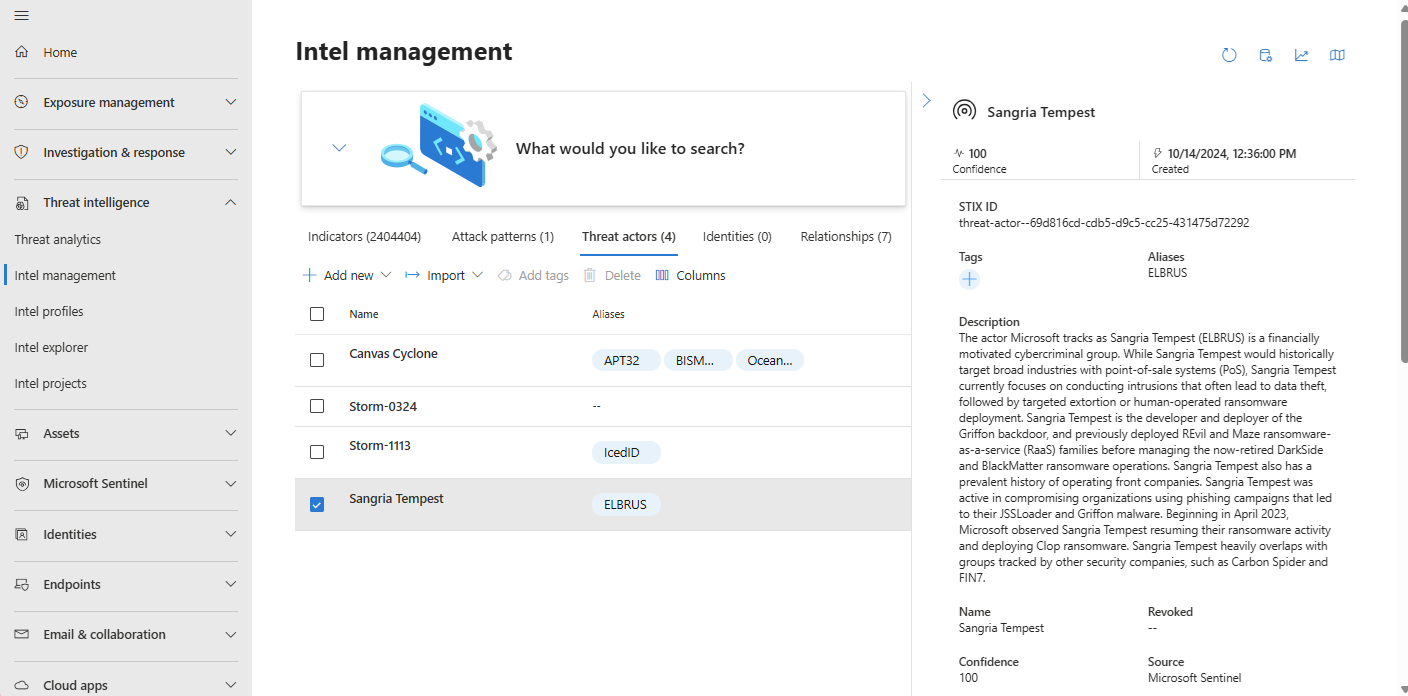 Home
Exposure management
Investigation & response
Threat intelligence
Threat analytics
Intel management
Intel profiles
Intel explorer
Intel projects
Assets
Microsoft Sentinel
Identities
Endpoints
Email & collaboration
Cloud apps
Intel management
What would you like to search?
Indicators (2404404) Attack patterns (1) Threat actors (4) Identities (0) Relationships (7)
Add new Import Add tags Delete Columns
Name Aliases
Canvas Cyclone APT32 BISM... Ocean...
Storm-0324 --
Storm-1113 IcedID
Sangria Tempest ELBRUS
Sangria Tempest
100 10/14/2024, 12:36:00 PM
Confidence Created
STIX ID
threat-actor--69d816cd-cdb5-d9c5-cc25-431475d72292
Tags Aliases
ELBRUS
Description
The actor Microsoft tracks as Sangria Tempest (ELBRUS) is a financially
motivated cybercriminal group. While Sangria Tempest would historically
target broad industries with point-of-sale systems (PoS), Sangria Tempest
currently focuses on conducting intrusions that often lead to data theft,
followed by targeted extortion or human-operated ransomware
deployment. Sangria Tempest is the developer and deployer of the
Griffon backdoor, and previously deployed REvil and Maze ransomware-
as-a-service (RaaS) families before managing the now-retired DarkSide
and BlackMatter ransomware operations. Sangria Tempest also has a
prevalent history of operating front companies. Sangria Tempest was
active in compromising organizations using phishing campaigns that led
to their JSSLoader and Griffon malware. Beginning in April 2023,
Microsoft observed Sangria Tempest resuming their ransomware activity
and deploying Clop ransomware. Sangria Tempest heavily overlaps with
groups tracked by other security companies, such as Carbon Spider and
FIN7.
Name Revoked
Sangria Tempest --
Confidence Source
100 Microsoft Sentinel